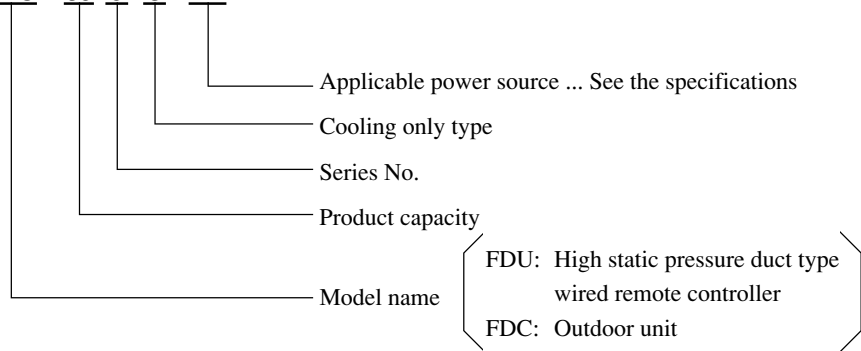 Applicable power source ... See the specifications
Cooling only type
Series No.
Product capacity
Model name
FDU: High static pressure duct type
wired remote controller
FDC: Outdoor unit